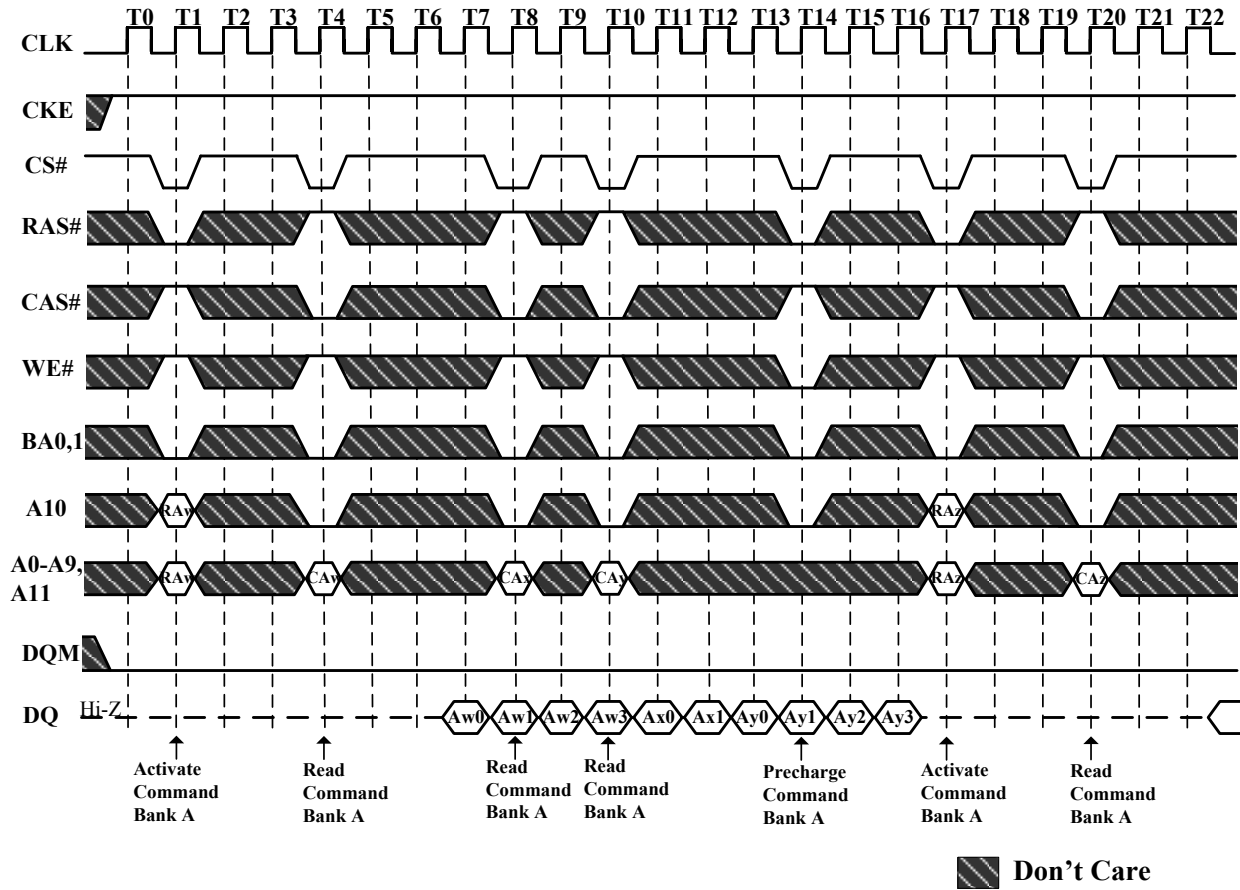 T0 T1 T2 T3 T4 T5 T6 T7 T8 T9 T10 T11 T12 T13 T14 T15 T16 T17 T18 T19 T20 T21 T22
CLK
CKE
CS#
RAS#
CAS#
WE#
BA0,1
A10 RAw RAz
A0-A9,
A11
RAw CAw CAx CAy RAz CAz
DQM
DQ Hi-Z Aw0 Aw1 Aw2 Aw3 Ax0 Ax1 Ay0 Ay1 Ay2 Ay3
Activate
Command
Bank A
Read
Command
Bank A
Read
Command
Bank A
Read
Command
Bank A
Precharge
Command
Bank A
Activate
Command
Bank A
Read
Command
Bank A
Don't Care